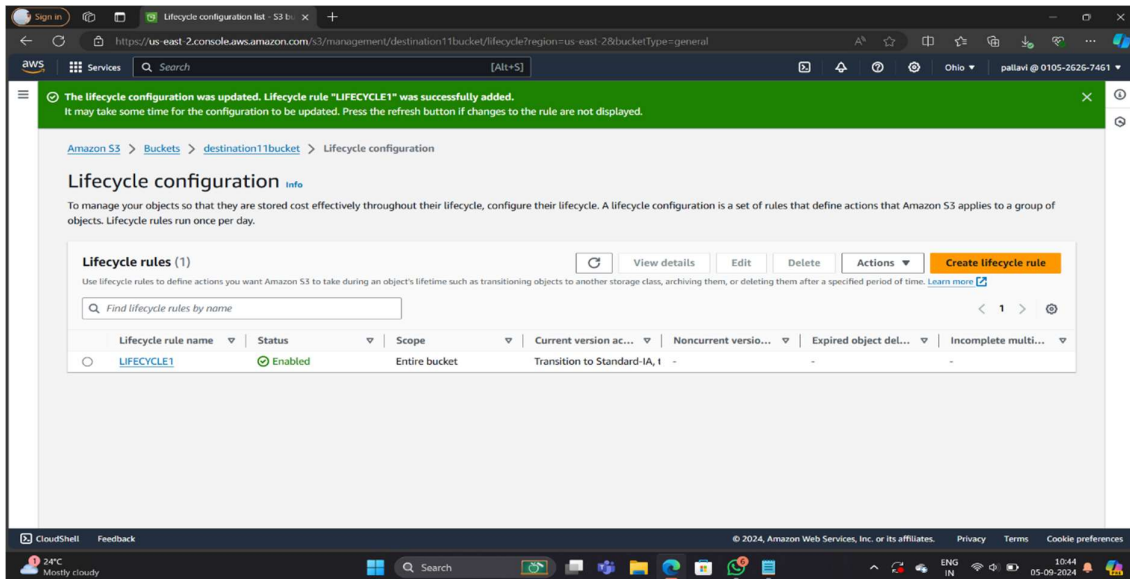 Sign in
Lifecycle configuration list - S3 bu
https://us-east-2.console.aws.amazon.com/s3/management/destination11bucket/lifecycle?region=us-east-2&bucketType=general
aws Services Search [Alt+S] Ohio pallavi @ 0105-2626-7461
The lifecycle configuration was updated. Lifecycle rule "LIFECYCLE1" was successfully added.
It may take some time for the configuration to be updated. Press the refresh button if changes to the rule are not displayed.
Amazon S3 > Buckets > destination11bucket > Lifecycle configuration
Lifecycle configuration Info
To manage your objects so that they are stored cost effectively throughout their lifecycle, configure their lifecycle. A lifecycle configuration is a set of rules that define actions that Amazon S3 applies to a group of
objects. Lifecycle rules run once per day.
Lifecycle rules (1) View details Edit Delete Actions Create lifecycle rule
Use lifecycle rules to define actions you want Amazon S3 to take during an object's lifetime such as transitioning objects to another storage class, archiving them, or deleting them after a specified period of time. Learn more
Find lifecycle rules by name < 1 >
Lifecycle rule name Status Scope Current version ac... Noncurrent versio... Expired object del... Incomplete multi...
LIFECYCLE1 Enabled Entire bucket Transition to Standard-IA, t - - -
CloudShell Feedback © 2024, Amazon Web Services, Inc. or its affiliates. Privacy Terms Cookie preferences
1 24°C Search ENG 10:44
Mostly cloudy IN 05-09-2024